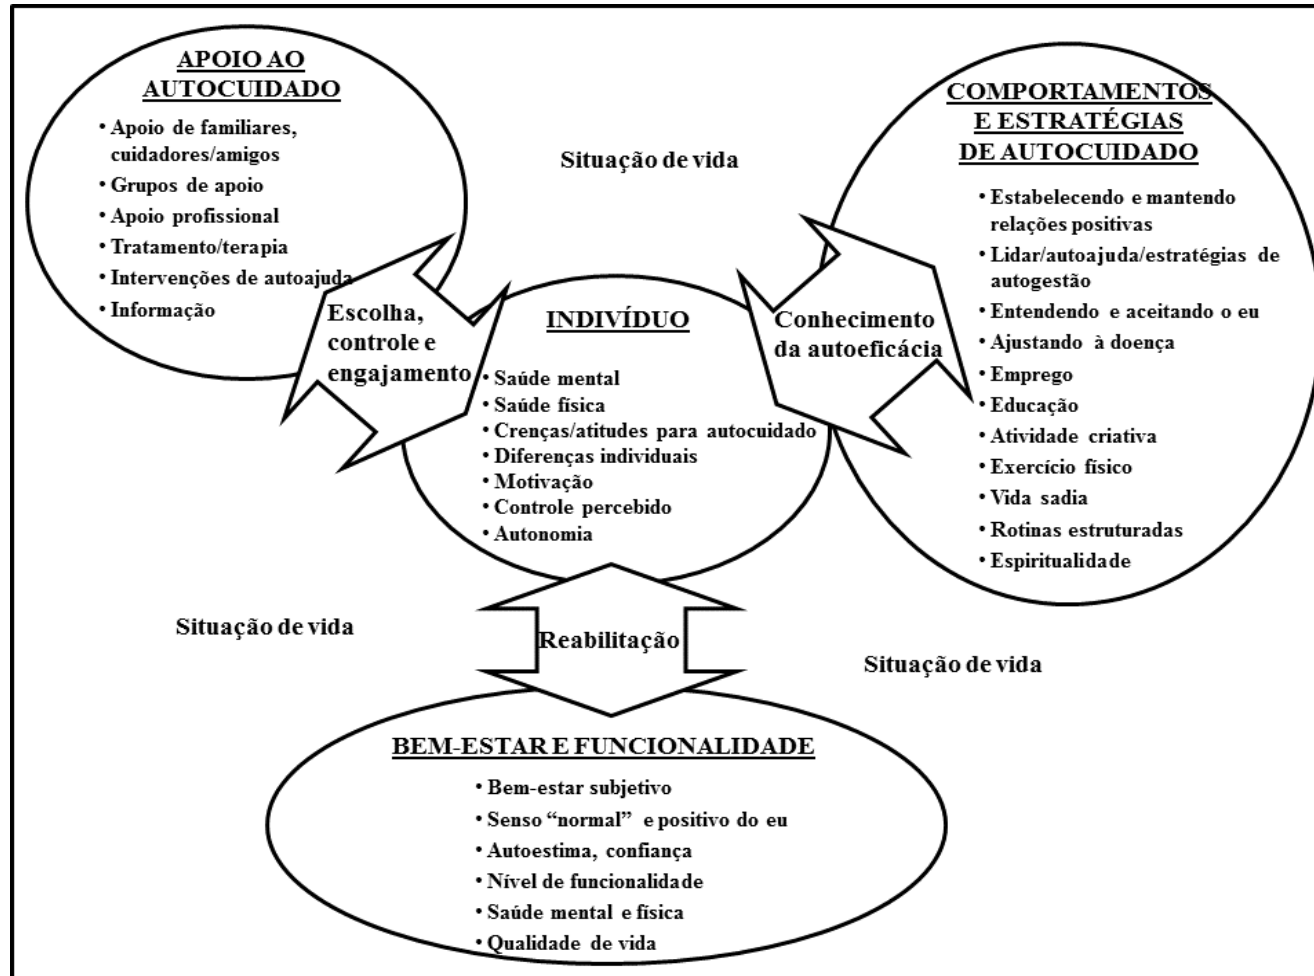 APOIO AO
AUTOCUIDADO
• Apoio de familiares,
cuidadores/amigos
• Grupos de apoio
• Apoio profissional
• Tratamento/terapia
• Intervenções de autoajuda
• Informação
Situação de vida
COMPORTAMENTOS
E ESTRATÉGIAS
DE AUTOCUIDADO
• Estabelecendo e mantendo
relações positivas
• Lidar/autoajuda/estratégias de
autogestão
• Entendendo e aceitando o eu
• Ajustando à doença
• Emprego
• Educação
• Atividade criativa
• Exercício físico
• Vida sadia
• Rotinas estruturadas
• Espiritualidade
Escolha,
controle e
engajamento
INDIVÍDUO
• Saúde mental
• Saúde física
• Crenças/atitudes para autocuidado
• Diferenças individuais
• Motivação
• Controle percebido
• Autonomia
Conhecimento
da autoeficácia
Situação de vida
Reabilitação
Situação de vida
BEM-ESTAR E FUNCIONALIDADE
• Bem-estar subjetivo
• Senso “normal” e positivo do eu
• Autoestima, confiança
• Nível de funcionalidade
• Saúde mental e física
• Qualidade de vida